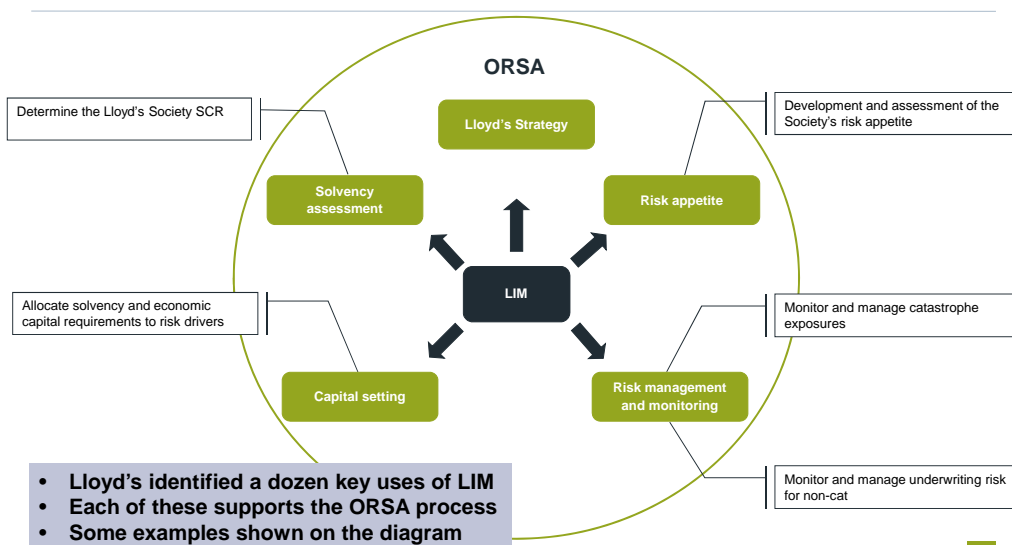 ORSA
Lloyd's Strategy
Determine the Lloyd's Society SCR
Development and assessment of the
Society's risk appetite
Solvency
assessment
Risk appetite
LIM
Allocate solvency and economic
capital requirements to risk drivers
Monitor and manage catastrophe
exposures
Capital setting
Risk management
and monitoring
• Lloyd's identified a dozen key uses of LIM
• Each of these supports the ORSA process
• Some examples shown on the diagram
Monitor and manage underwriting risk
for non-cat